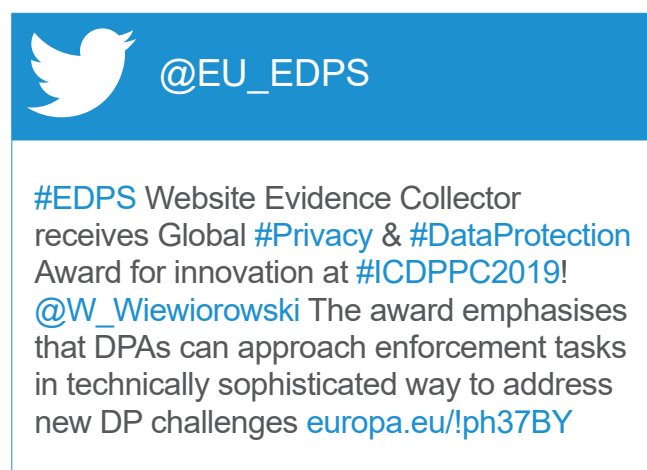 @EU_EDPS
#EDPS Website Evidence Collector
receives Global #Privacy & #DataProtection
Award for innovation at #ICDPPC2019!
@W_Wiewiorowski The award emphasises
that DPAs can approach enforcement tasks
in technically sophisticated way to address
new DP challenges europa.eu/!ph37BY